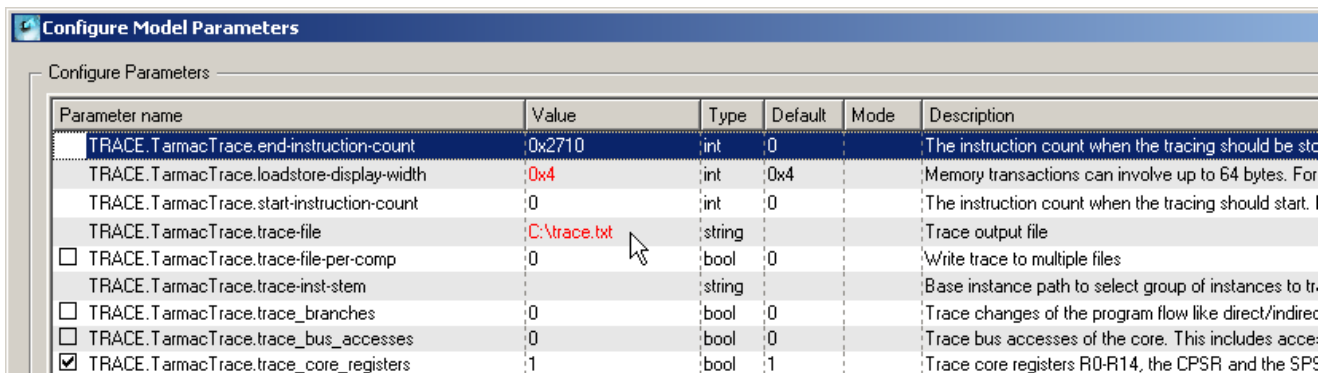 Configure Model Parameters
Configure Parameters
Parameter name Value Type Default Mode Description
TRACE.TarmacTrace.end-instruction-count 0x2710 int 0 The instruction count when the tracing should be sto
TRACE.TarmacTrace.loadstore-display-width 0x4 int 0x4 Memory transactions can involve up to 64 bytes. For
TRACE.TarmacTrace.start-instruction-count 0 int 0 The instruction count when the tracing should start.
TRACE.TarmacTrace.trace-file C:\trace.txt string Trace output file
TRACE.TarmacTrace.trace-file-per-comp 0 bool 0 Write trace to multiple files
TRACE.TarmacTrace.trace-inst-stem string Base instance path to select group of instances to tr
TRACE.TarmacTrace.trace_branches 0 bool 0 Trace changes of the program flow like direct/indirec
TRACE.TarmacTrace.trace_bus_accesses 0 bool 0 Trace bus accesses of the core. This includes acce
TRACE.TarmacTrace.trace_core_registers 1 bool 1 Trace core registers R0-R14, the CPSR and the SPS